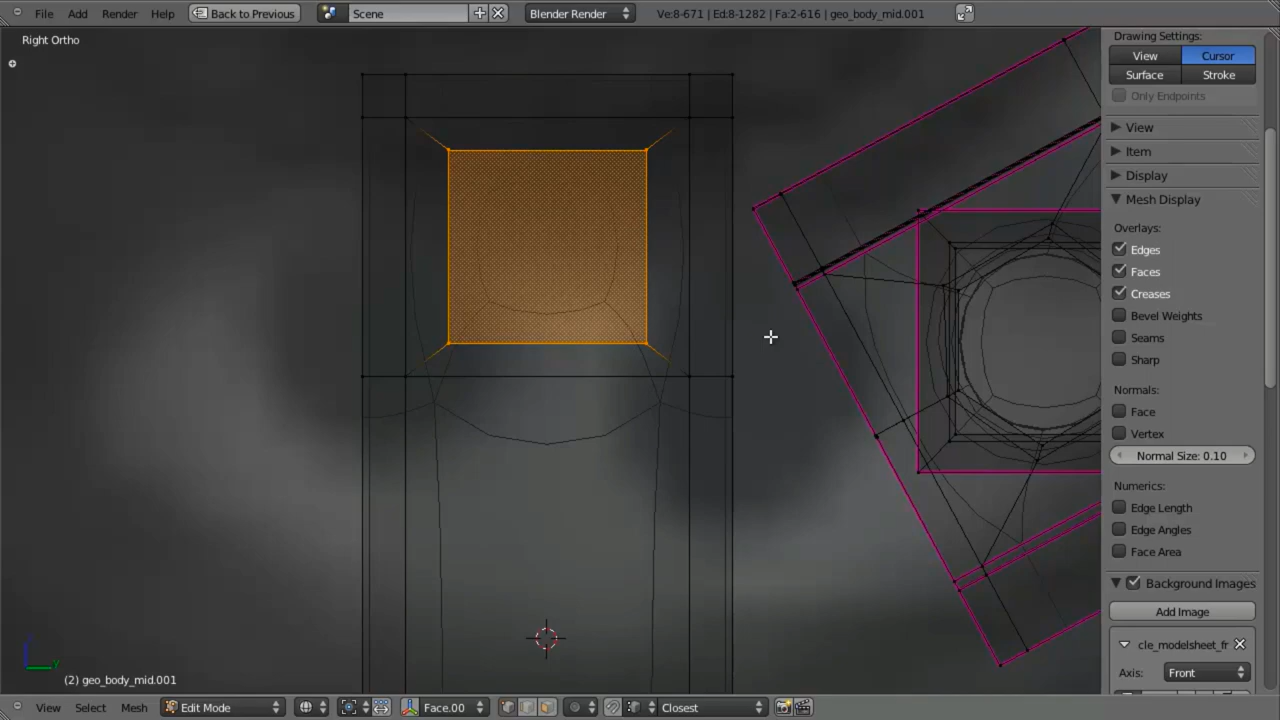 File Add Render Help Back to Previous Scene Blender Render Ve:8-671 | Ed:8-1282 | Fa:2-616 | geo_body_mid.001
Right Ortho
Drawing Settings:
View Cursor
Surface Stroke
Only Endpoints
View
Item
Display
Mesh Display
Overlays:
Edges
Faces
Creases
Bevel Weights
Seams
Sharp
Normals:
Face
Vertex
Normal Size: 0.10
Numerics:
Edge Length
Edge Angles
Face Area
Background Images
Add Image
cle_modelsheet_fr
Axis: Front
y
(2) geo_body_mid.001
View Select Mesh Edit Mode Face.00 Closest